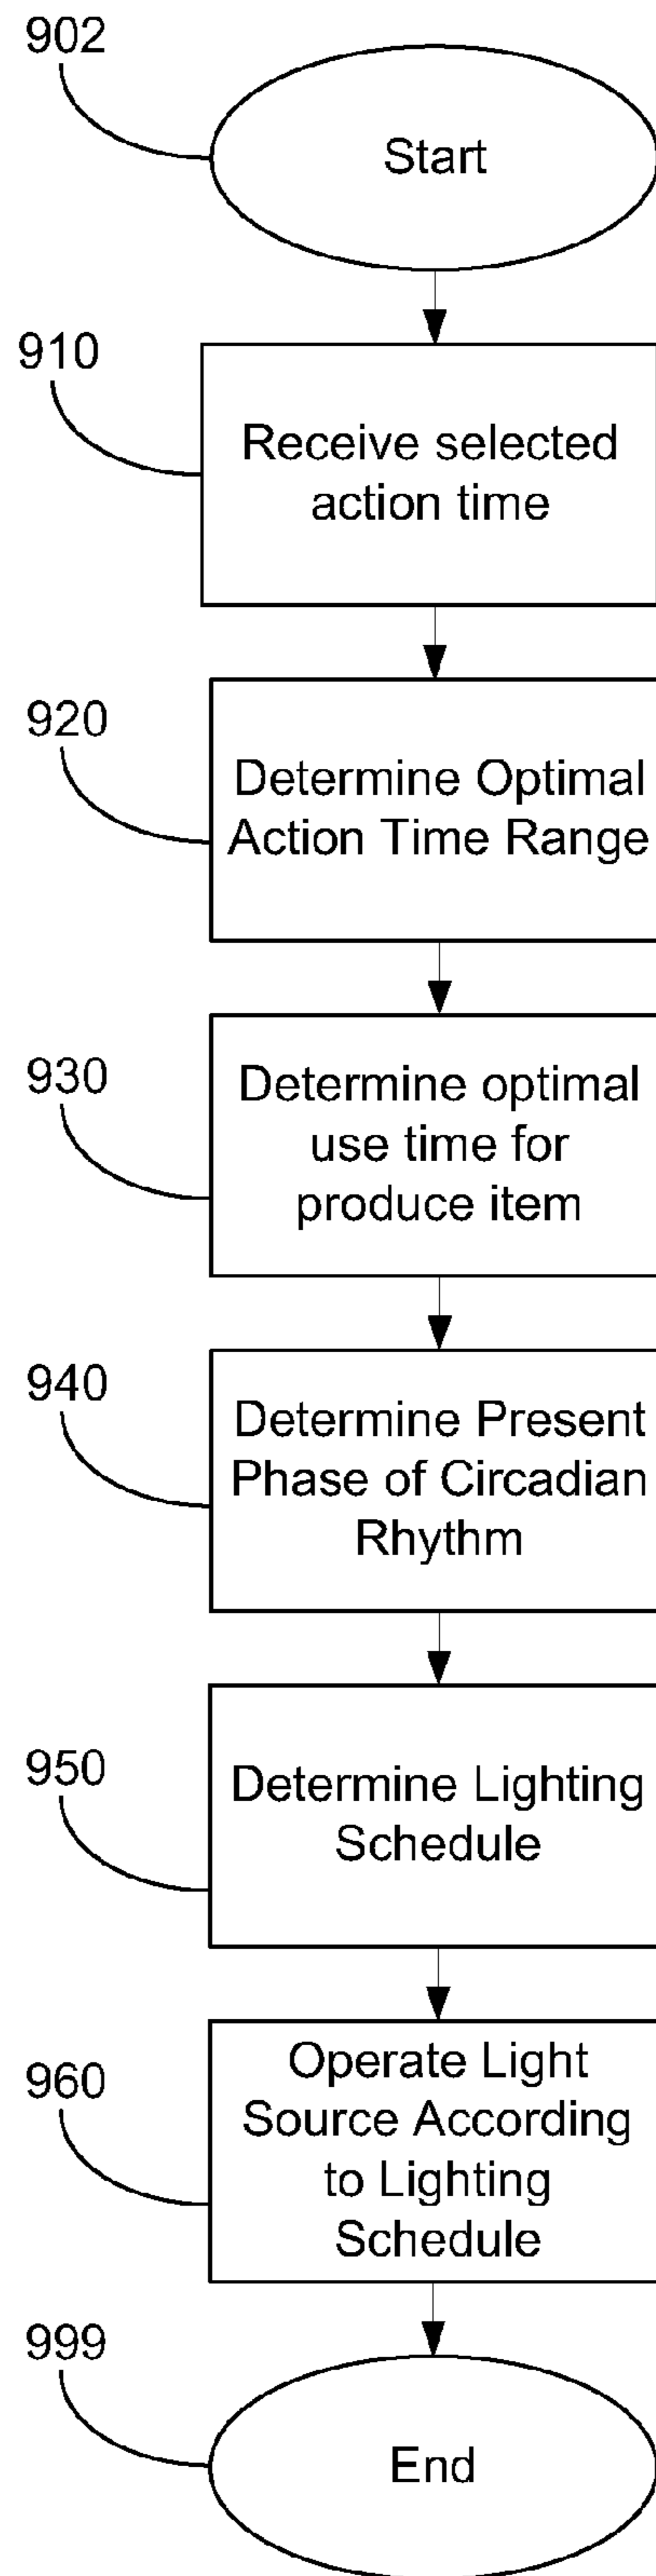 902
Start
910
Receive selected
action time
920
Determine Optimal
Action Time Range
930
Determine optimal
use time for
produce item
940
Determine Present
Phase of Circadian
Rhythm
950
Determine Lighting
Schedule
960
Operate Light
Source According
to Lighting
Schedule
999
End